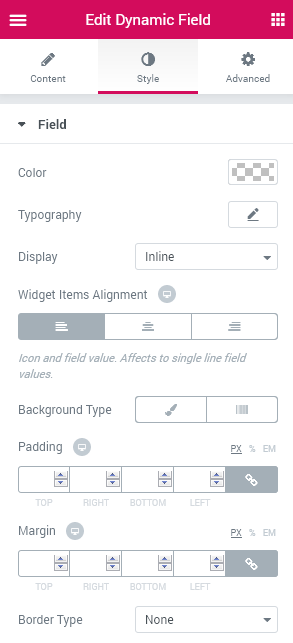 Edit Dynamic Field
Content Style Advanced
Field
Color
Typography
Display Inline
Widget Items Alignment
Icon and field value. Affects to single line field
values.
Background Type
Padding PX % EM
TOP RIGHT BOTTOM LEFT
Margin PX % EM
TOP RIGHT BOTTOM LEFT
Border Type None